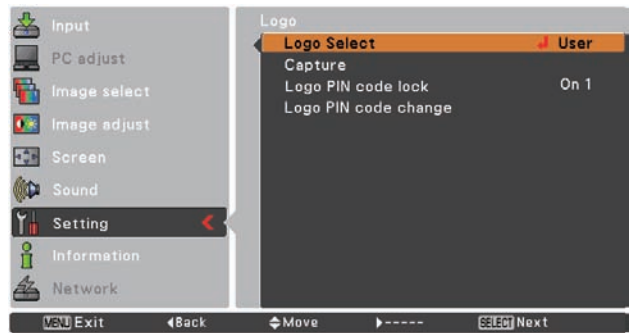 Input
PC adjust
Image select
Image adjust
Screen
Sound
Setting
Information
Network
Logo
Logo Select User
Capture
Logo PIN code lock On 1
Logo PIN code change
MENU Exit Back Move ----- SELECT Next